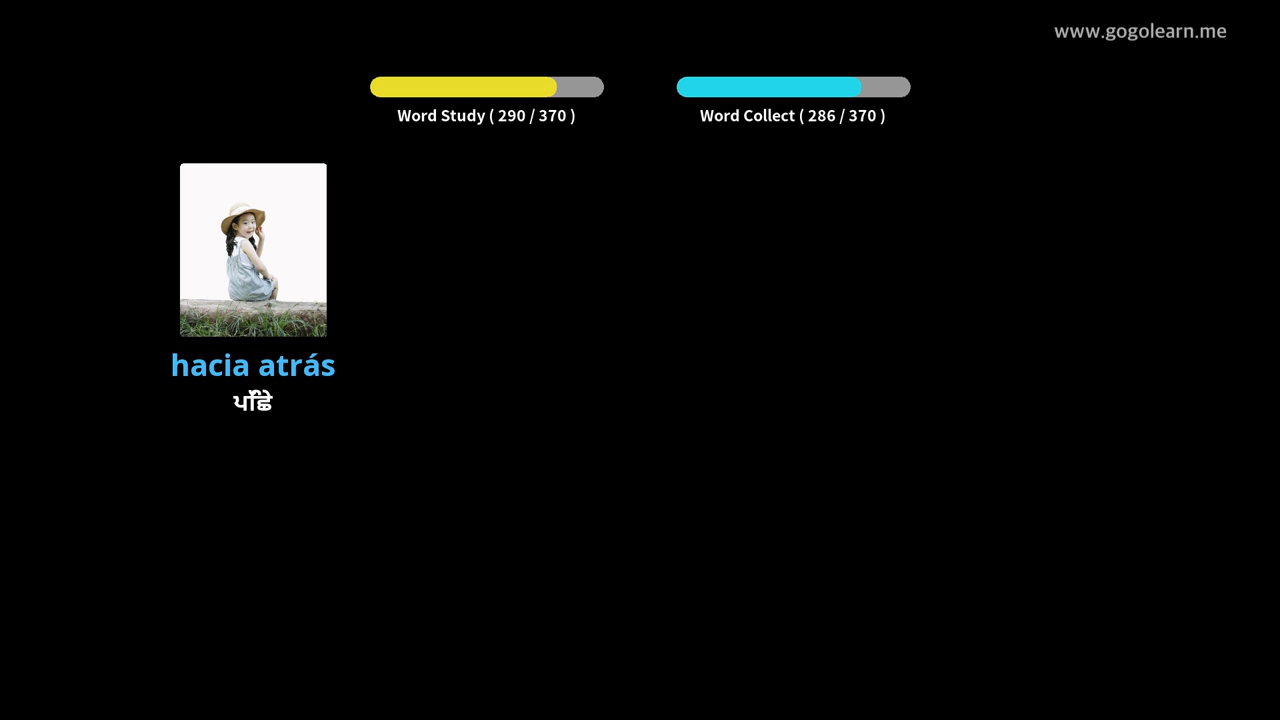 www.gogolearn.me
Word Study ( 290 / 370 )
Word Collect ( 286 / 370 )
hacia atrás
ਪਿੱਛੇ